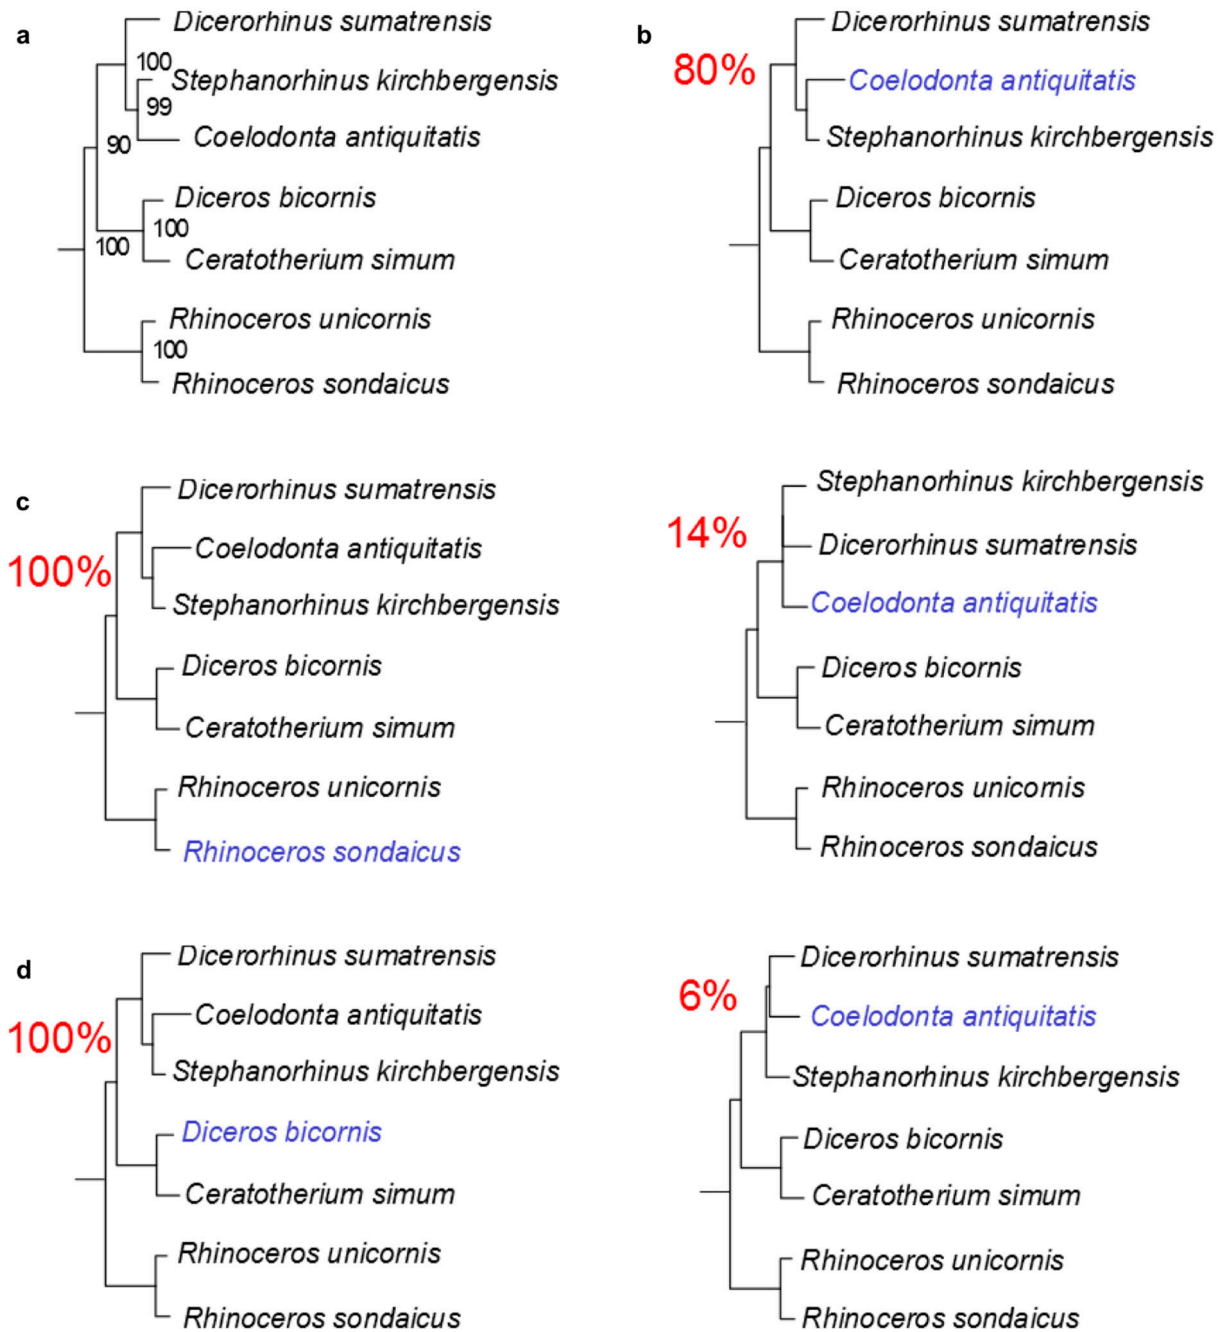 a
Dicerorhinus sumatrensis
100
Stephanorhinus kirchbergensis
99
Coelodonta antiquitatis
90
Diceros bicornis
100
100
Ceratotherium simum
Rhinoceros unicornis
100
Rhinoceros sondaicus
b
Dicerorhinus sumatrensis
80%
Coelodonta antiquitatis
Stephanorhinus kirchbergensis
Diceros bicornis
Ceratotherium simum
Rhinoceros unicornis
Rhinoceros sondaicus
c
Dicerorhinus sumatrensis
Coelodonta antiquitatis
100%
Stephanorhinus kirchbergensis
Diceros bicornis
Ceratotherium simum
Rhinoceros unicornis
Rhinoceros sondaicus
Stephanorhinus kirchbergensis
14%
Dicerorhinus sumatrensis
Coelodonta antiquitatis
Diceros bicornis
Ceratotherium simum
Rhinoceros unicornis
Rhinoceros sondaicus
d
Dicerorhinus sumatrensis
Coelodonta antiquitatis
100%
Stephanorhinus kirchbergensis
Diceros bicornis
Ceratotherium simum
Rhinoceros unicornis
Rhinoceros sondaicus
Dicerorhinus sumatrensis
6%
Coelodonta antiquitatis
Stephanorhinus kirchbergensis
Diceros bicornis
Ceratotherium simum
Rhinoceros unicornis
Rhinoceros sondaicus